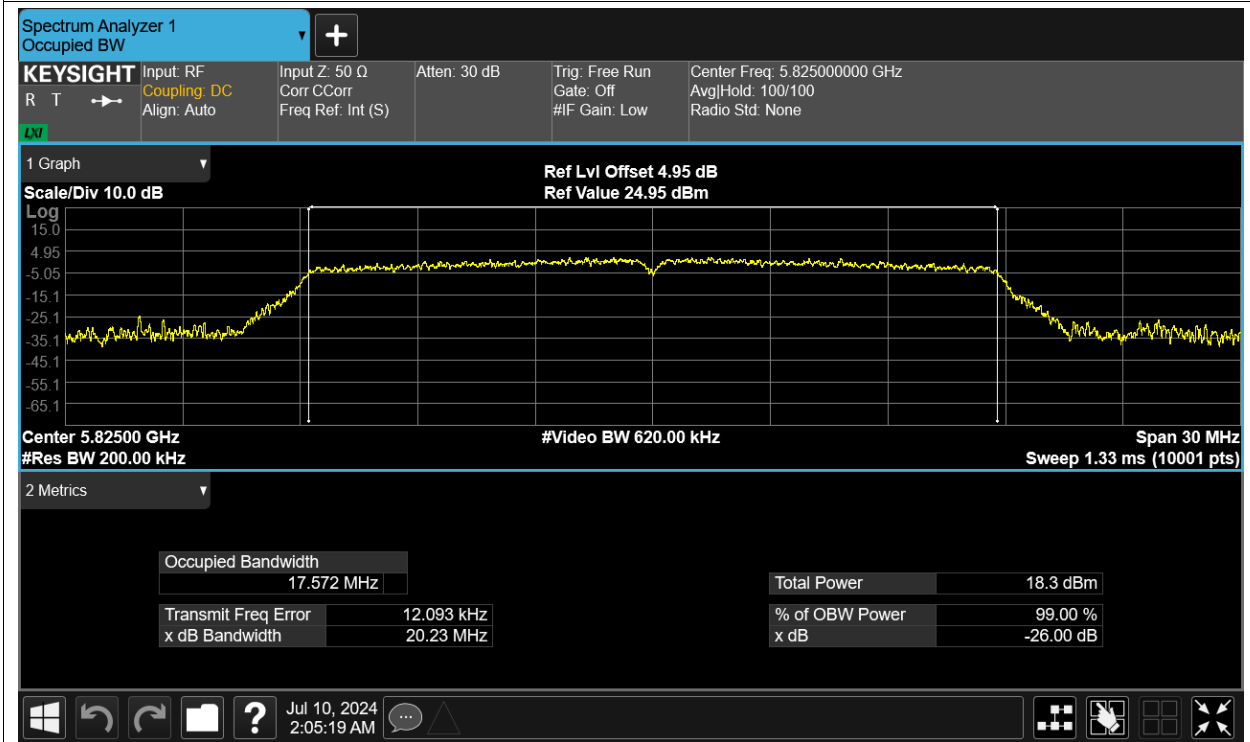 Spectrum Analyzer 1
Occupied BW
KEYSIGHT
R T
LXI
Input: RF
Coupling: DC
Align: Auto
Input Z: 50 Ω
Corr CCorr
Freq Ref: Int (S)
Atten: 30 dB
Trig: Free Run
Gate: Off
#IF Gain: Low
Center Freq: 5.825000000 GHz
Avg|Hold: 100/100
Radio Std: None
1 Graph
Scale/Div 10.0 dB
Ref Lvl Offset 4.95 dB
Ref Value 24.95 dBm
Log
15.0
4.95
-5.05
-15.1
-25.1
-35.1
-45.1
-55.1
-65.1
Center 5.82500 GHz
#Res BW 200.00 kHz
#Video BW 620.00 kHz
Span 30 MHz
Sweep 1.33 ms (10001 pts)
2 Metrics
Occupied Bandwidth
17.572 MHz
Transmit Freq Error 12.093 kHz
x dB Bandwidth 20.23 MHz
Total Power 18.3 dBm
% of OBW Power 99.00 %
x dB -26.00 dB
?
Jul 10, 2024
2:05:19 AM